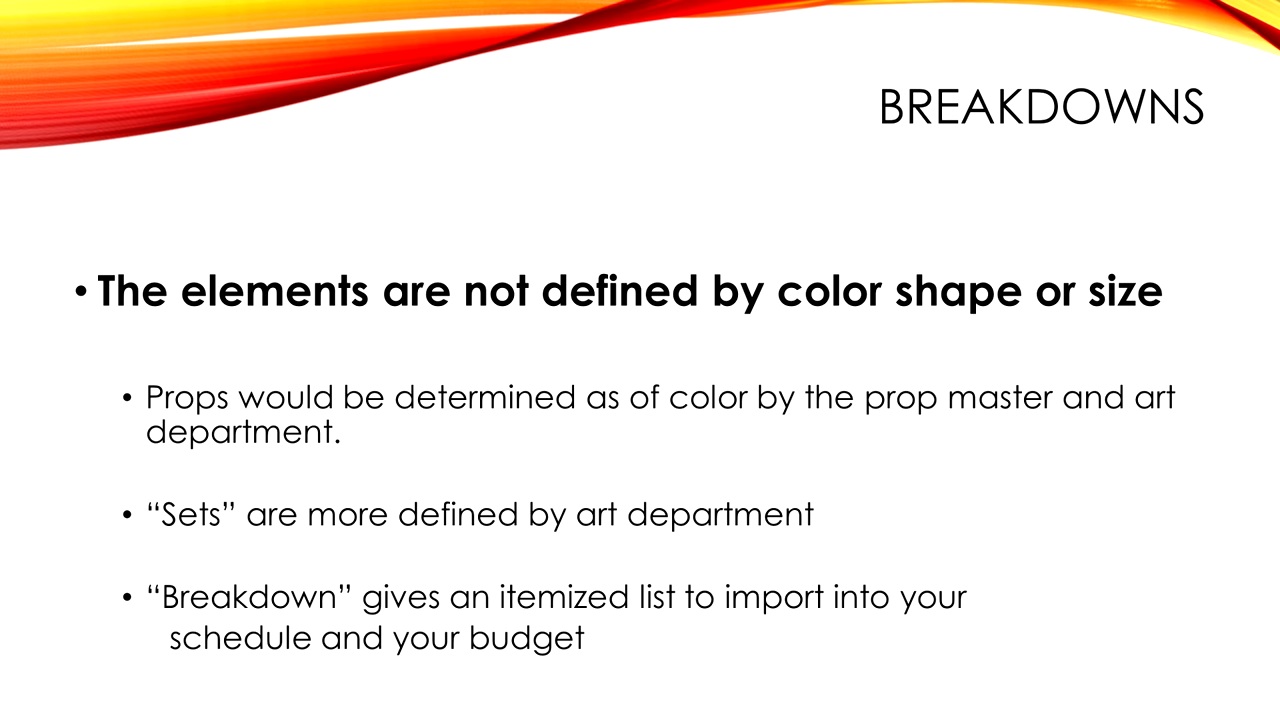 BREAKDOWNS
• The elements are not defined by color shape or size
• Props would be determined as of color by the prop master and art
department.
• “Sets” are more defined by art department
• “Breakdown” gives an itemized list to import into your
schedule and your budget